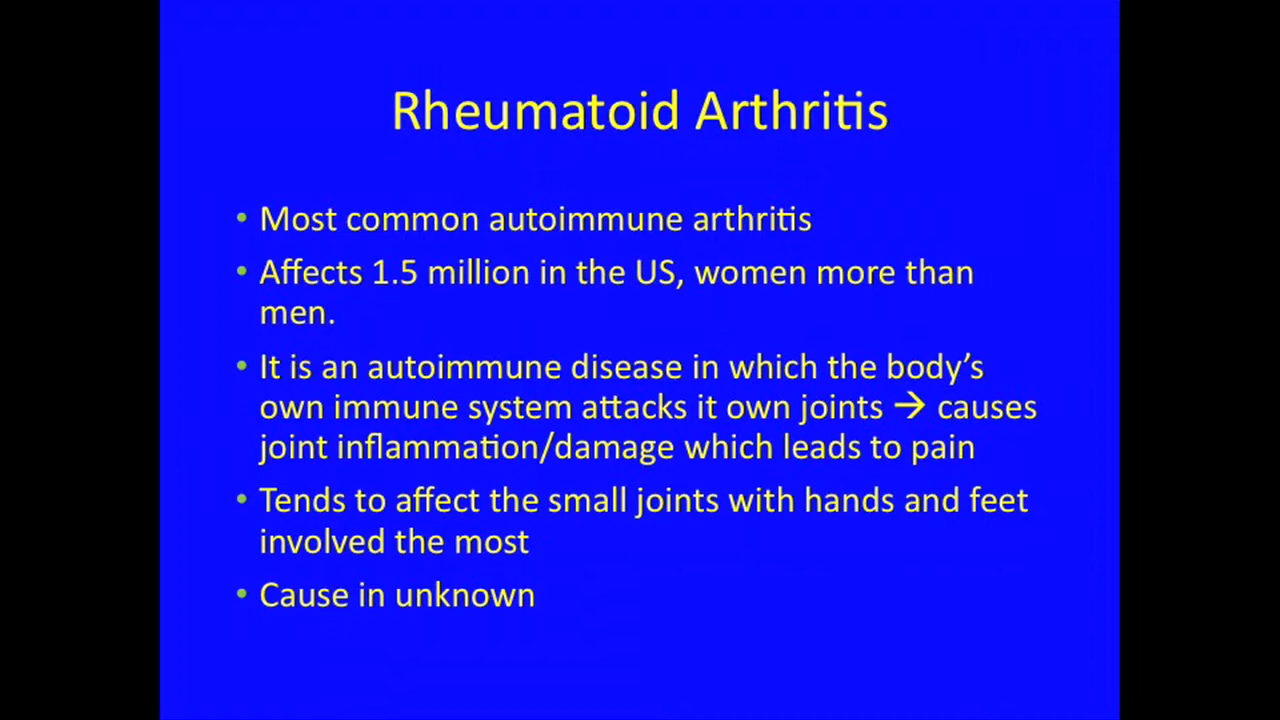 Rheumatoid Arthritis
• Most common autoimmune arthritis
• Affects 1.5 million in the US, women more than
men.
• It is an autoimmune disease in which the body’s
own immune system attacks it own joints → causes
joint inflammation/damage which leads to pain
• Tends to affect the small joints with hands and feet
involved the most
• Cause in unknown